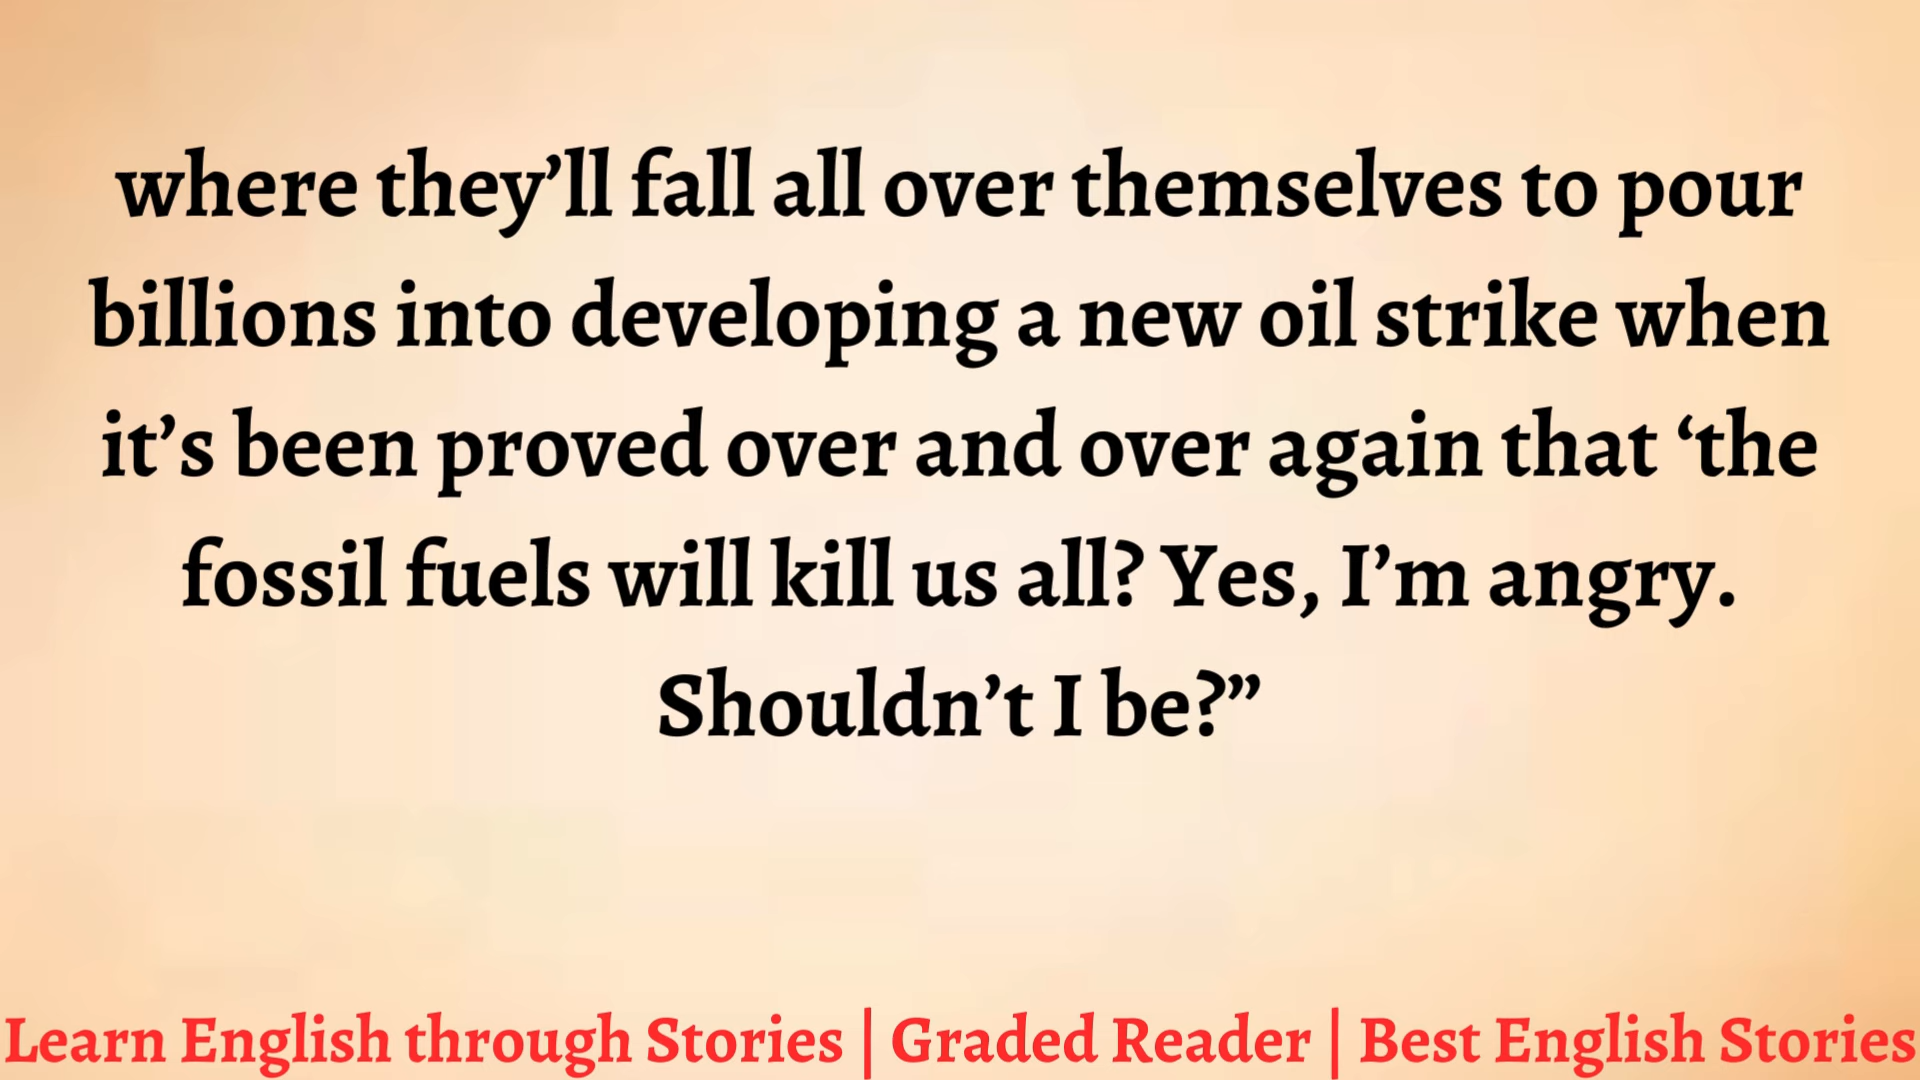 where they’ll fall all over themselves to pour
billions into developing a new oil strike when
it’s been proved over and over again that ‘the
fossil fuels will kill us all? Yes, I’m angry.
Shouldn’t I be?”
Learn English through Stories | Graded Reader | Best English Stories